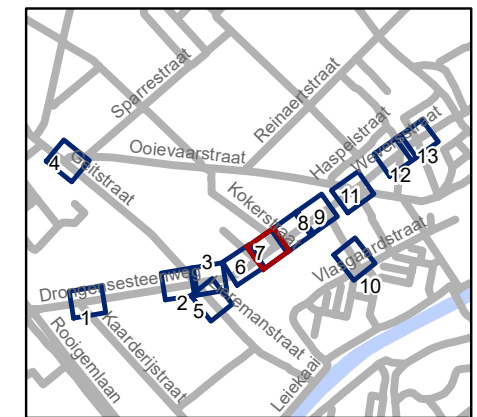 Sparrestraat
Reinaertstraat
Haspelstraat
Weversstraat
Ooievaarstraat
Geitstraat
Kokerstraat
Vlasgaardstraat
Drongensesteenweg
Rooigemlaan
Kaarderijstraat
Leiekaai
4
13
12
11
9
8
7
6
10
3
2
5
1